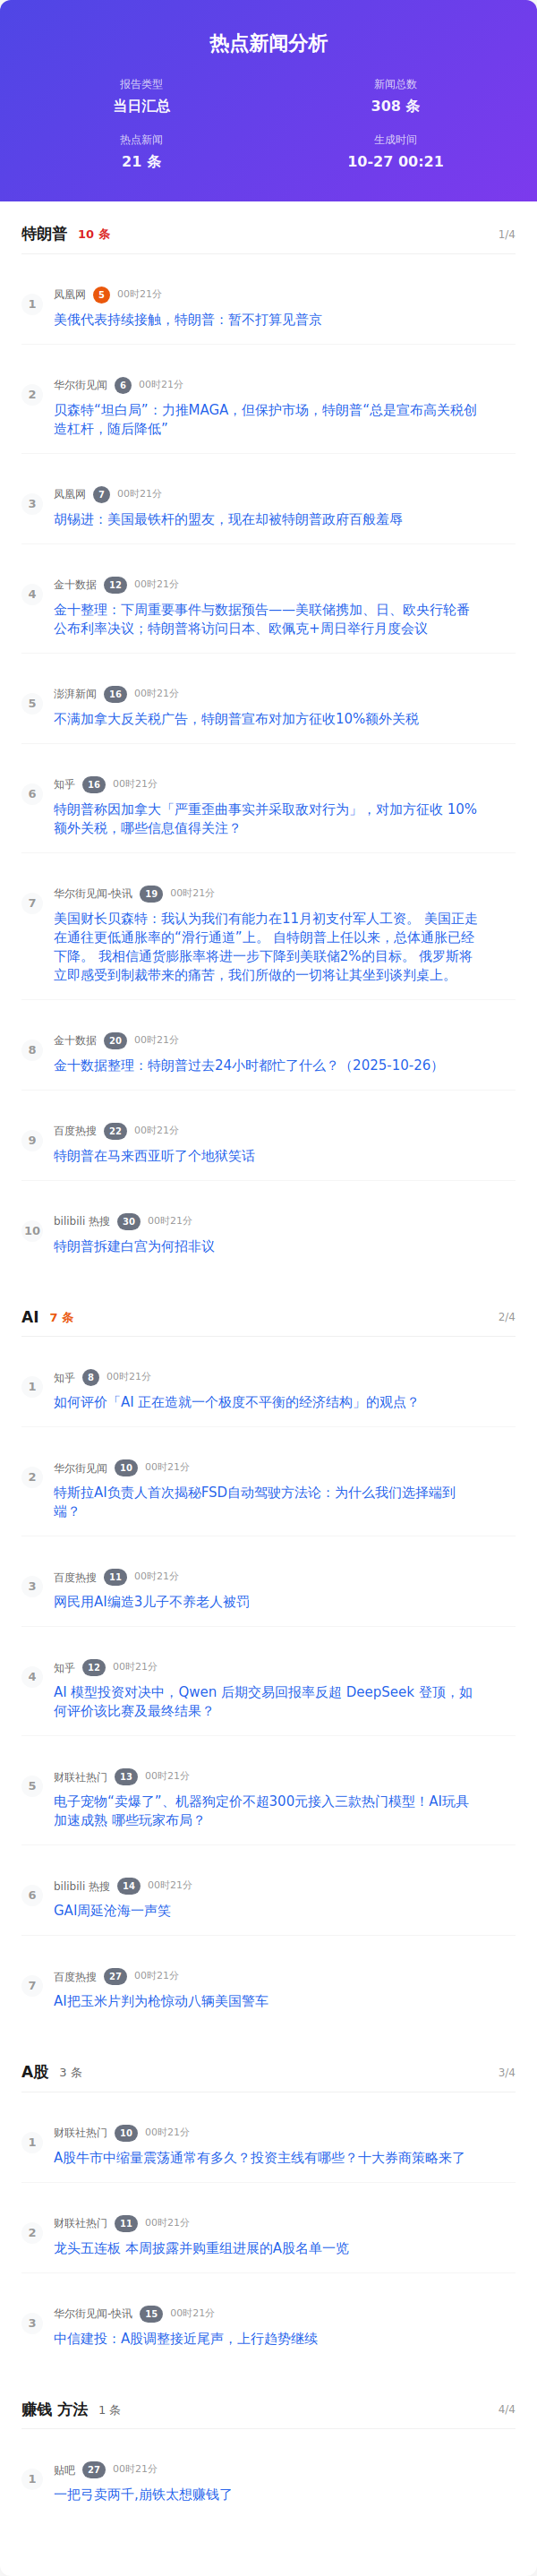 热点新闻分析
报告类型
新闻总数
当日汇总
308 条
热点新闻
生成时间
21 条
10-27 00:21
特朗普 10 条 1/4
1
凤凰网 5 00时21分
美俄代表持续接触，特朗普：暂不打算见普京
2
华尔街见闻 6 00时21分
贝森特“坦白局”：力推MAGA，但保护市场，特朗普“总是宣布高关税创
造杠杆，随后降低”
3
凤凰网 7 00时21分
胡锡进：美国最铁杆的盟友，现在却被特朗普政府百般羞辱
4
金十数据 12 00时21分
金十整理：下周重要事件与数据预告——美联储携加、日、欧央行轮番
公布利率决议；特朗普将访问日本、欧佩克+周日举行月度会议
5
澎湃新闻 16 00时21分
不满加拿大反关税广告，特朗普宣布对加方征收10%额外关税
6
知乎 16 00时21分
特朗普称因加拿大「严重歪曲事实并采取敌对行为」，对加方征收 10%
额外关税，哪些信息值得关注？
7
华尔街见闻-快讯 19 00时21分
美国财长贝森特：我认为我们有能力在11月初支付军人工资。 美国正走
在通往更低通胀率的“滑行通道”上。 自特朗普上任以来，总体通胀已经
下降。 我相信通货膨胀率将进一步下降到美联储2%的目标。 俄罗斯将
立即感受到制裁带来的痛苦，我们所做的一切将让其坐到谈判桌上。
8
金十数据 20 00时21分
金十数据整理：特朗普过去24小时都忙了什么？（2025-10-26）
9
百度热搜 22 00时21分
特朗普在马来西亚听了个地狱笑话
10
bilibili 热搜 30 00时21分
特朗普拆建白宫为何招非议
AI 7 条 2/4
1
知乎 8 00时21分
如何评价「AI 正在造就一个极度不平衡的经济结构」的观点？
2
华尔街见闻 10 00时21分
特斯拉AI负责人首次揭秘FSD自动驾驶方法论：为什么我们选择端到
端？
3
百度热搜 11 00时21分
网民用AI编造3儿子不养老人被罚
4
知乎 12 00时21分
AI 模型投资对决中，Qwen 后期交易回报率反超 DeepSeek 登顶，如
何评价该比赛及最终结果？
5
财联社热门 13 00时21分
电子宠物“卖爆了”、机器狗定价不超300元接入三款热门模型！AI玩具
加速成熟 哪些玩家布局？
6
bilibili 热搜 14 00时21分
GAI周延沧海一声笑
7
百度热搜 27 00时21分
AI把玉米片判为枪惊动八辆美国警车
A股 3 条 3/4
1
财联社热门 10 00时21分
A股牛市中缩量震荡通常有多久？投资主线有哪些？十大券商策略来了
2
财联社热门 11 00时21分
龙头五连板 本周披露并购重组进展的A股名单一览
3
华尔街见闻-快讯 15 00时21分
中信建投：A股调整接近尾声，上行趋势继续
赚钱 方法 1 条 4/4
1
贴吧 27 00时21分
一把弓卖两千,崩铁太想赚钱了